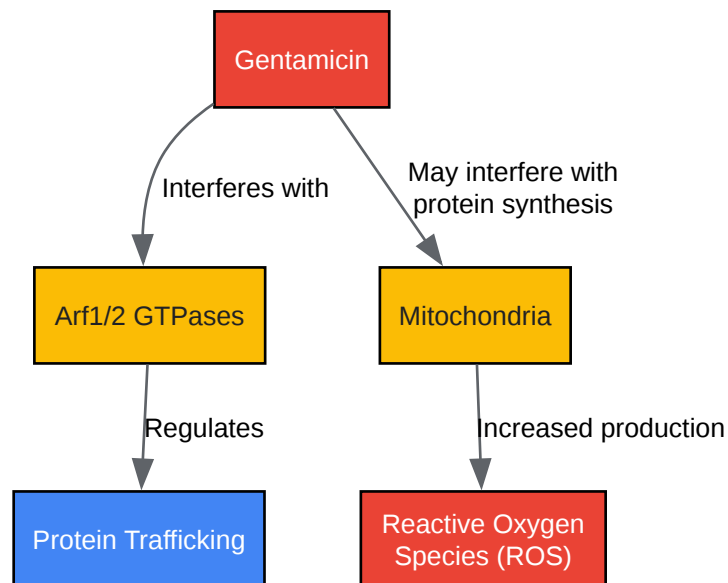 Gentamicin
Interferes with
May interfere with
protein synthesis
Arf1/2 GTPases
Mitochondria
Regulates
Increased production
Protein Trafficking
Reactive Oxygen
Species (ROS)